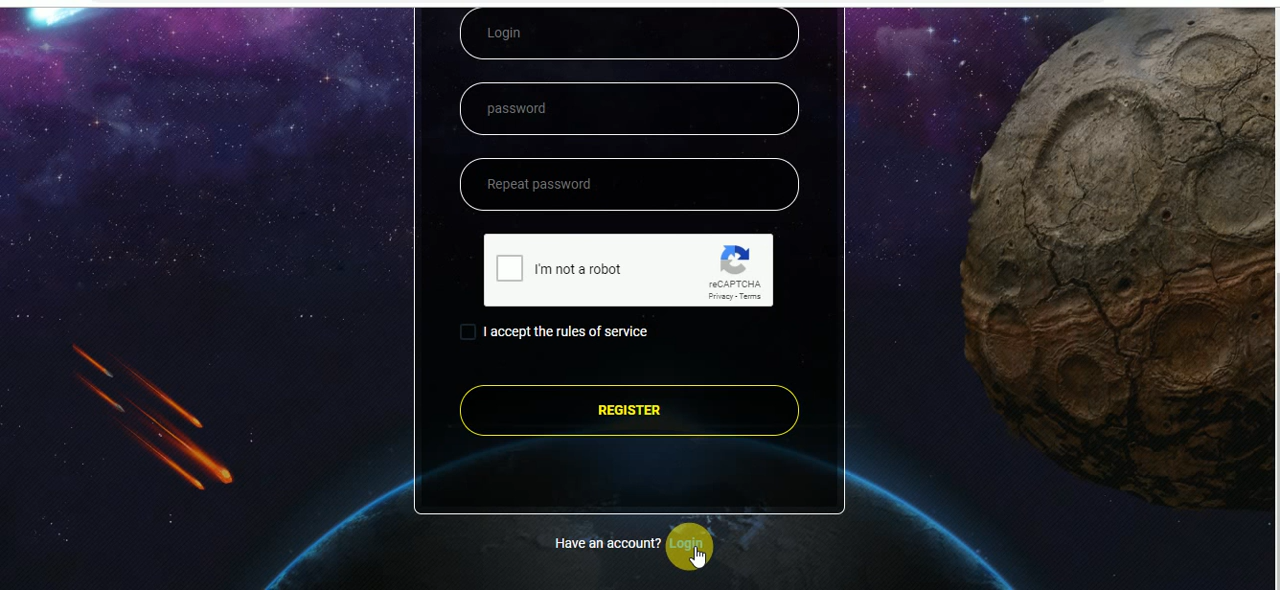 Login
password
Repeat password
I'm not a robot
reCAPTCHA
Privacy - Terms
I accept the rules of service
REGISTER
Have an account? Login